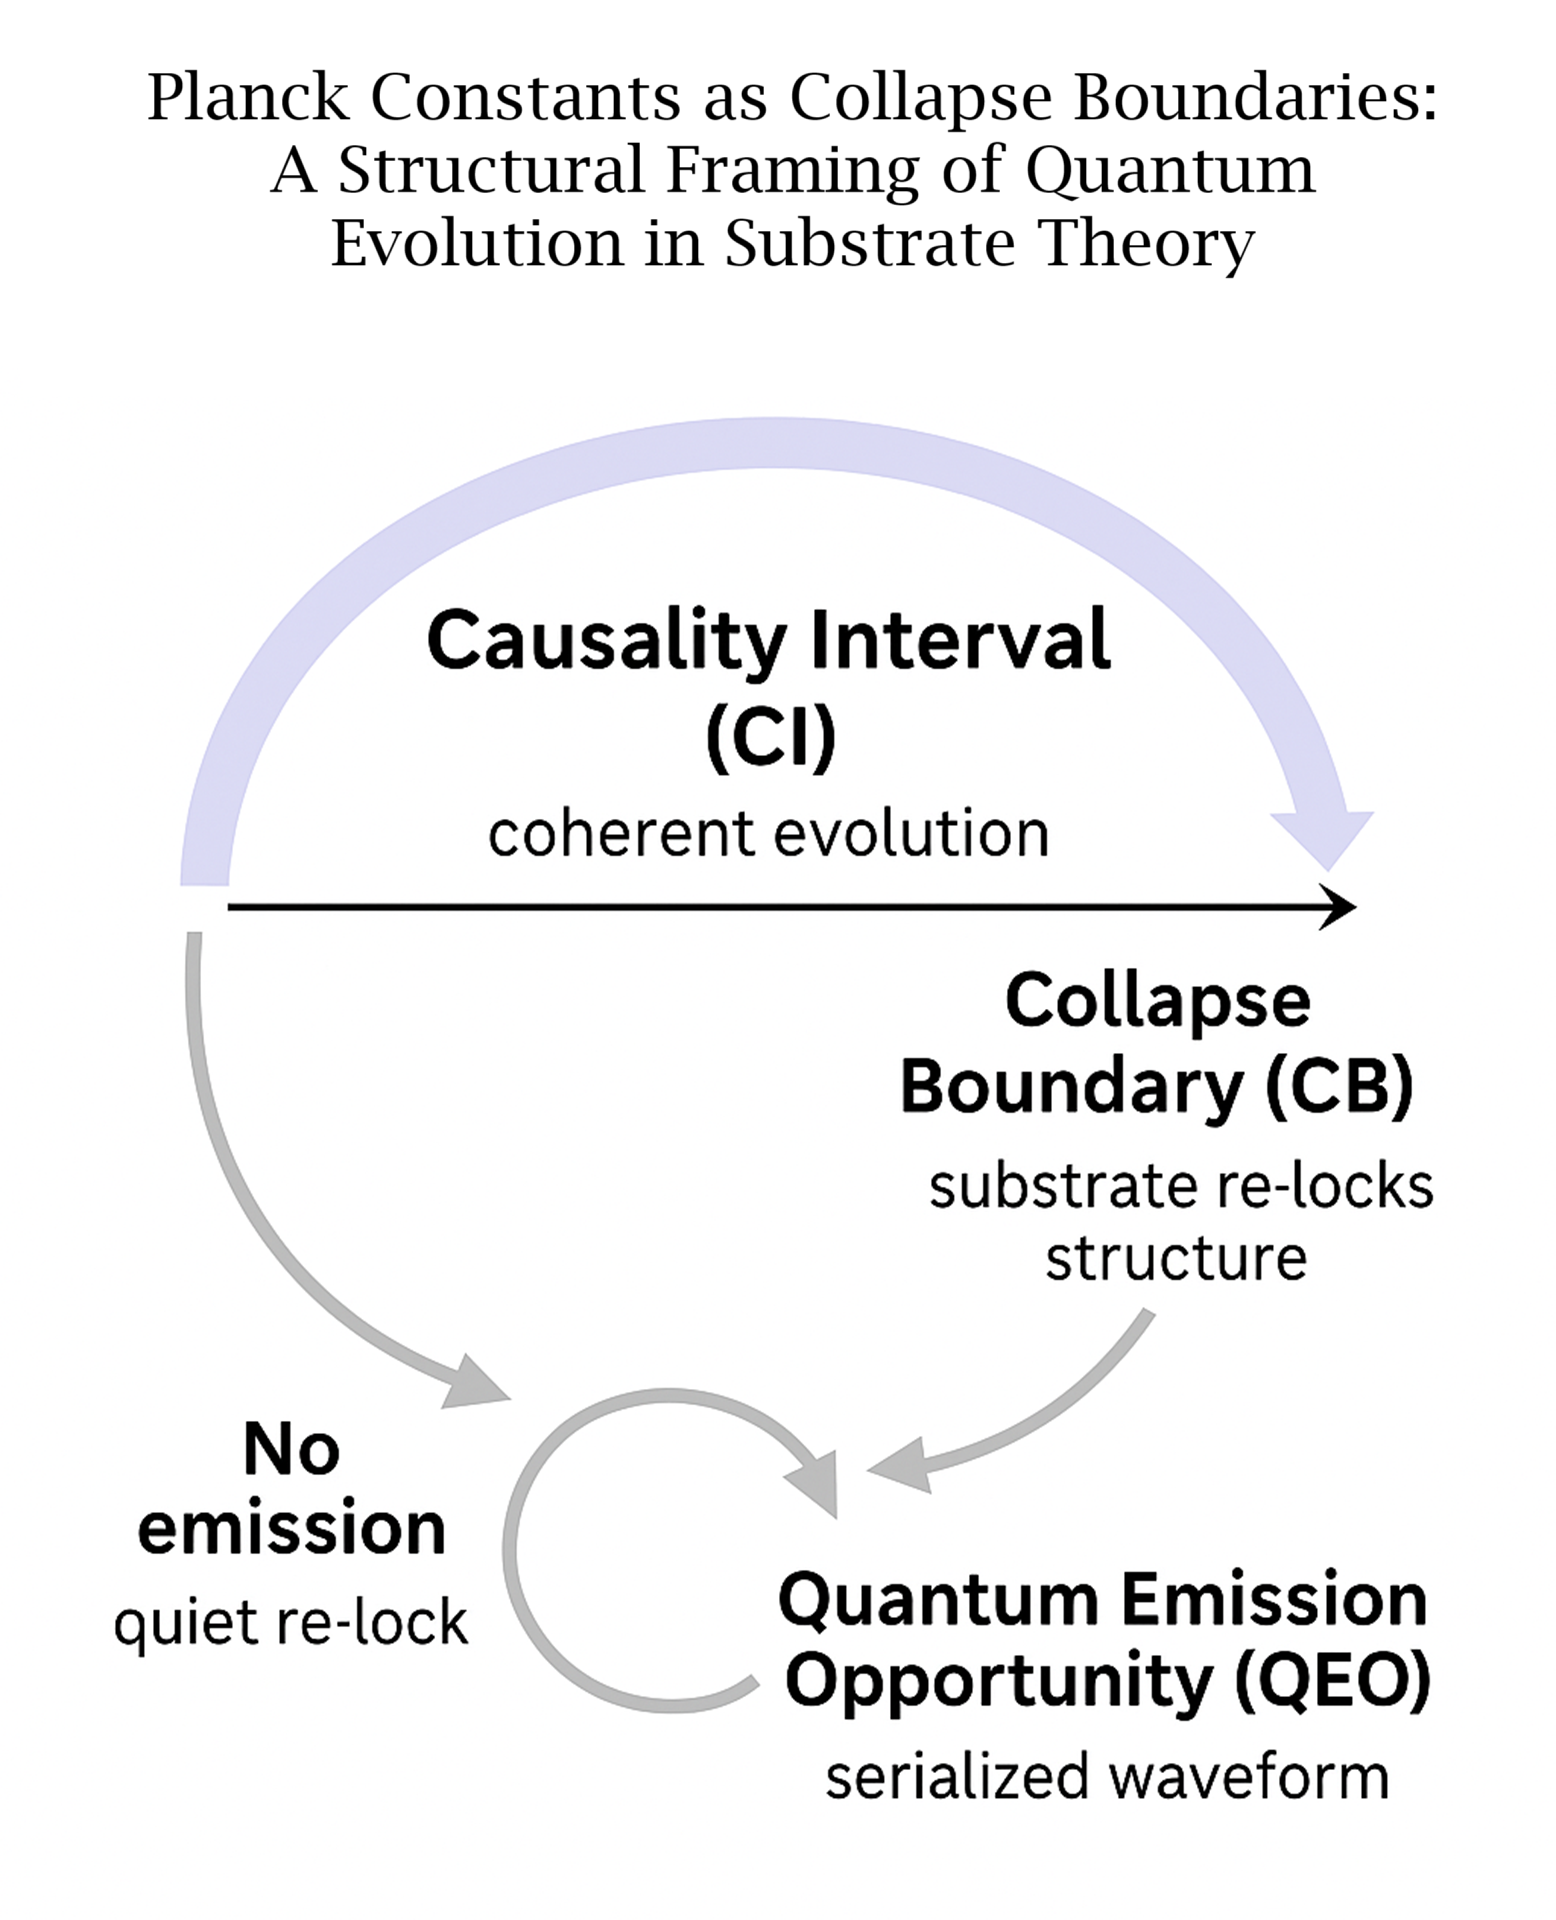 Planck Constants as Collapse Boundaries:
A Structural Framing of Quantum
Evolution in Substrate Theory
Causality Interval
(CI)
coherent evolution
Collapse
Boundary (CB)
substrate re-locks
structure
No
emission
quiet re-lock
Quantum Emission
Opportunity (QEO)
serialized waveform